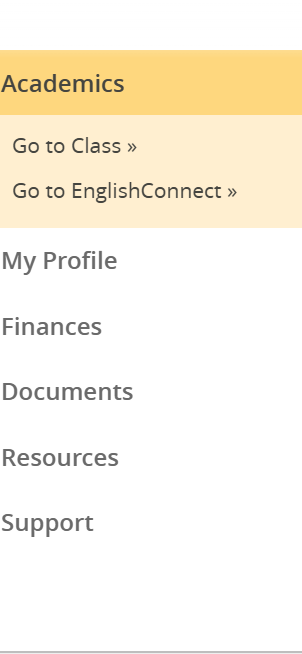 Academics
Go to Class »
Go to EnglishConnect »
My Profile
Finances
Documents
Resources
Support